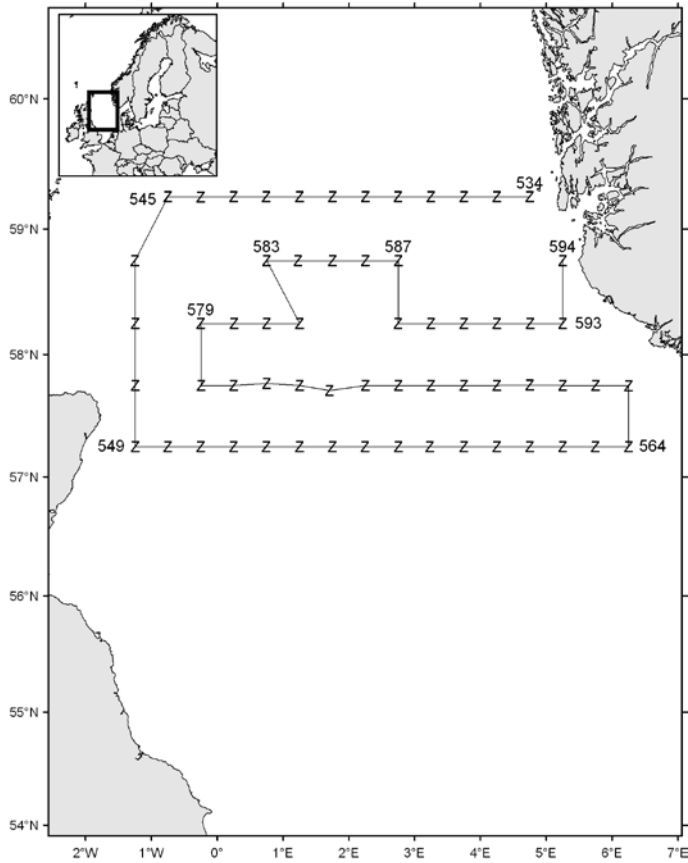 60°N
534
545 Z Z Z Z Z Z Z Z Z Z Z Z
59°N
583 587 594
Z Z Z Z Z Z Z
579
Z Z Z Z Z Z Z Z Z Z Z 593
58°N
Z Z Z Z Z Z Z Z Z Z Z Z Z Z Z
549 Z Z Z Z Z Z Z Z Z Z Z Z Z Z Z Z 564
57°N
56°N
55°N
54°N
2°W 1°W 0° 1°E 2°E 3°E 4°E 5°E 6°E 7°E